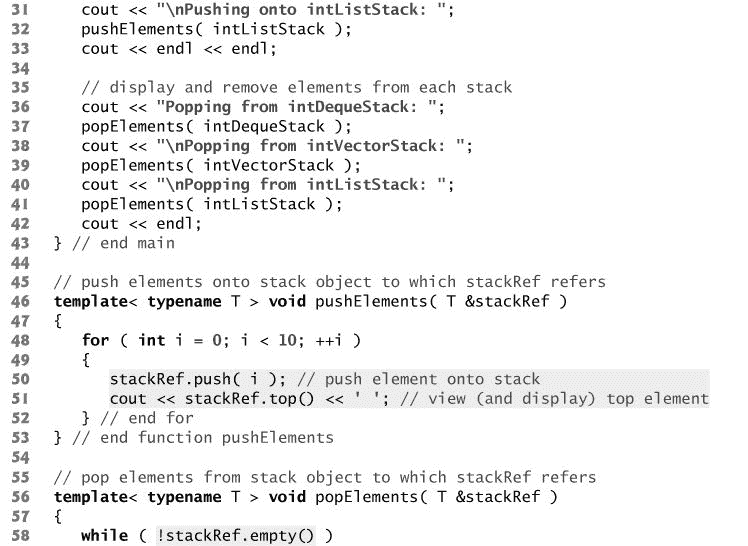 31 cout << "\nPushing onto intListStack: ";
32 pushElements( intListStack );
33 cout << endl << endl;
34
35 // display and remove elements from each stack
36 cout << "Popping from intDequeStack: ";
37 popElements( intDequeStack );
38 cout << "\nPopping from intVectorStack: ";
39 popElements( intVectorStack );
40 cout << "\nPopping from intListStack: ";
41 popElements( intListStack );
42 cout << endl;
43 } // end main
44
45 // push elements onto stack object to which stackRef refers
46 template< typename T > void pushElements( T &stackRef )
47 {
48 for ( int i = 0; i < 10; ++i )
49 {
50 stackRef.push( i ); // push element onto stack
51 cout << stackRef.top() << ' '; // view (and display) top element
52 } // end for
53 } // end function pushElements
54
55 // pop elements from stack object to which stackRef refers
56 template< typename T > void popElements( T &stackRef )
57 {
58 while ( !stackRef.empty() )